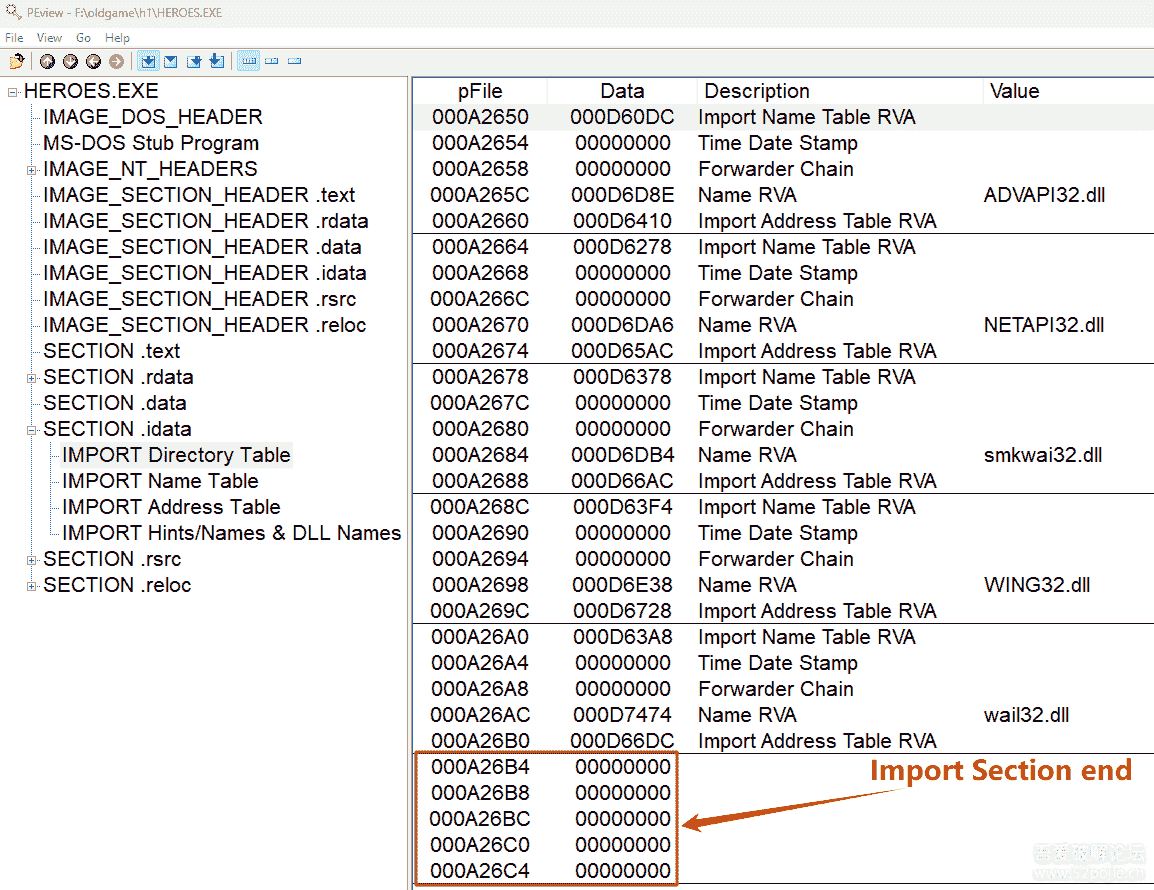 PEview - F:\oldgame\h1\HEROES.EXE
File View Go Help
HEROES.EXE
IMAGE_DOS_HEADER
MS-DOS Stub Program
IMAGE_NT_HEADERS
IMAGE_SECTION_HEADER .text
IMAGE_SECTION_HEADER .rdata
IMAGE_SECTION_HEADER .data
IMAGE_SECTION_HEADER .idata
IMAGE_SECTION_HEADER .rsrc
IMAGE_SECTION_HEADER .reloc
SECTION .text
SECTION .rdata
SECTION .data
SECTION .idata
IMPORT Directory Table
IMPORT Name Table
IMPORT Address Table
IMPORT Hints/Names & DLL Names
SECTION .rsrc
SECTION .reloc
pFile Data Description Value
000A2650 000D60DC Import Name Table RVA
000A2654 00000000 Time Date Stamp
000A2658 00000000 Forwarder Chain
000A265C 000D6D8E Name RVA ADVAPI32.dll
000A2660 000D6410 Import Address Table RVA
000A2664 000D6278 Import Name Table RVA
000A2668 00000000 Time Date Stamp
000A266C 00000000 Forwarder Chain
000A2670 000D6DA6 Name RVA NETAPI32.dll
000A2674 000D65AC Import Address Table RVA
000A2678 000D6378 Import Name Table RVA
000A267C 00000000 Time Date Stamp
000A2680 00000000 Forwarder Chain
000A2684 000D6DB4 Name RVA smkwai32.dll
000A2688 000D66AC Import Address Table RVA
000A268C 000D63F4 Import Name Table RVA
000A2690 00000000 Time Date Stamp
000A2694 00000000 Forwarder Chain
000A2698 000D6E38 Name RVA WING32.dll
000A269C 000D6728 Import Address Table RVA
000A26A0 000D63A8 Import Name Table RVA
000A26A4 00000000 Time Date Stamp
000A26A8 00000000 Forwarder Chain
000A26AC 000D7474 Name RVA wail32.dll
000A26B0 000D66DC Import Address Table RVA
000A26B4 00000000
000A26B8 00000000
000A26BC 00000000
000A26C0 00000000
000A26C4 00000000
Import Section end